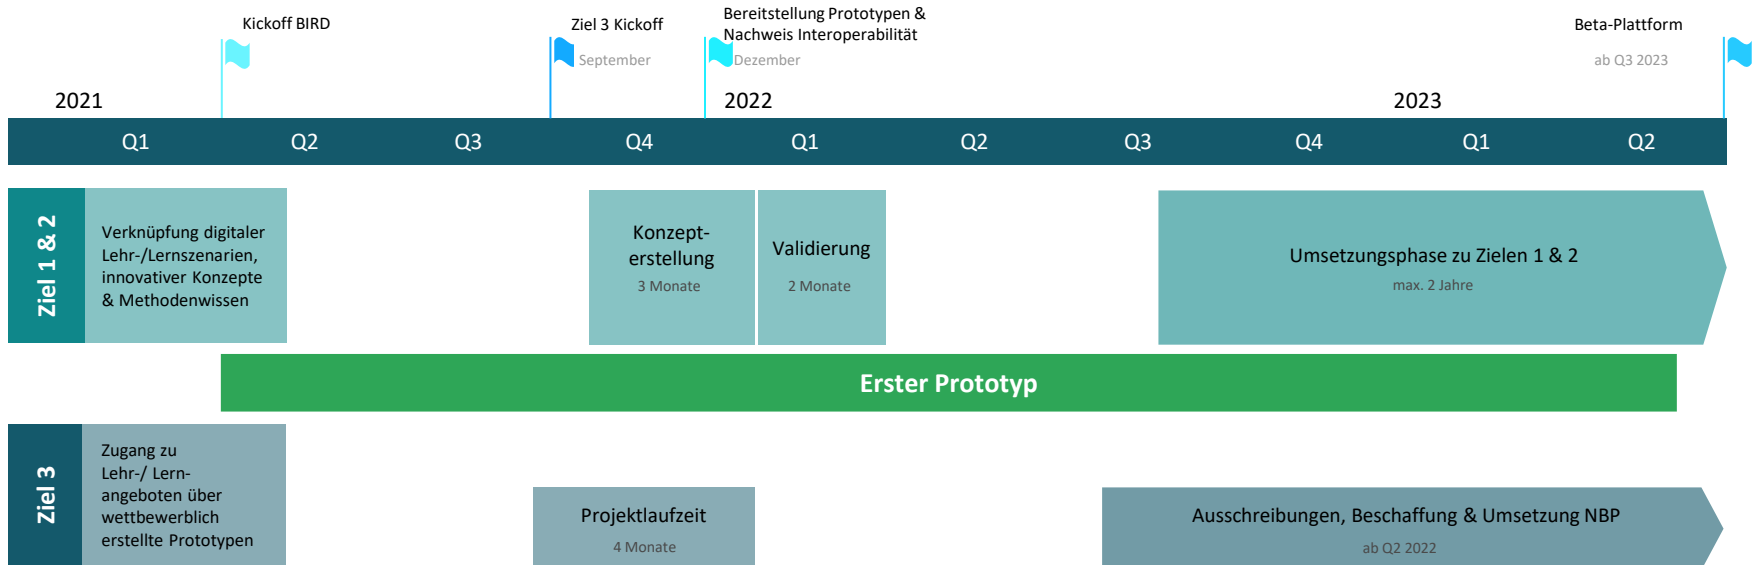 Kickoff BIRD
Ziel 3 Kickoff
September
Bereitstellung Prototypen &
Nachweis Interoperabilität
Dezember
Beta-Plattform
ab Q3 2023
2021
2022
2023
Q1
Q2
Q3
Q4
Q1
Q2
Q3
Q4
Q1
Q2
Ziel 1 & 2
Verknüpfung digitaler
Lehr-/Lernszenarien,
innovativer Konzepte
& Methodenwissen
Konzept-
erstellung
3 Monate
Validierung
2 Monate
Umsetzungsphase zu Zielen 1 & 2
max. 2 Jahre
Erster Prototyp
Ziel 3
Zugang zu
Lehr-/ Lern-
angeboten über
wettbewerblich
erstellte Prototypen
Projektlaufzeit
4 Monate
Ausschreibungen, Beschaffung & Umsetzung NBP
ab Q2 2022